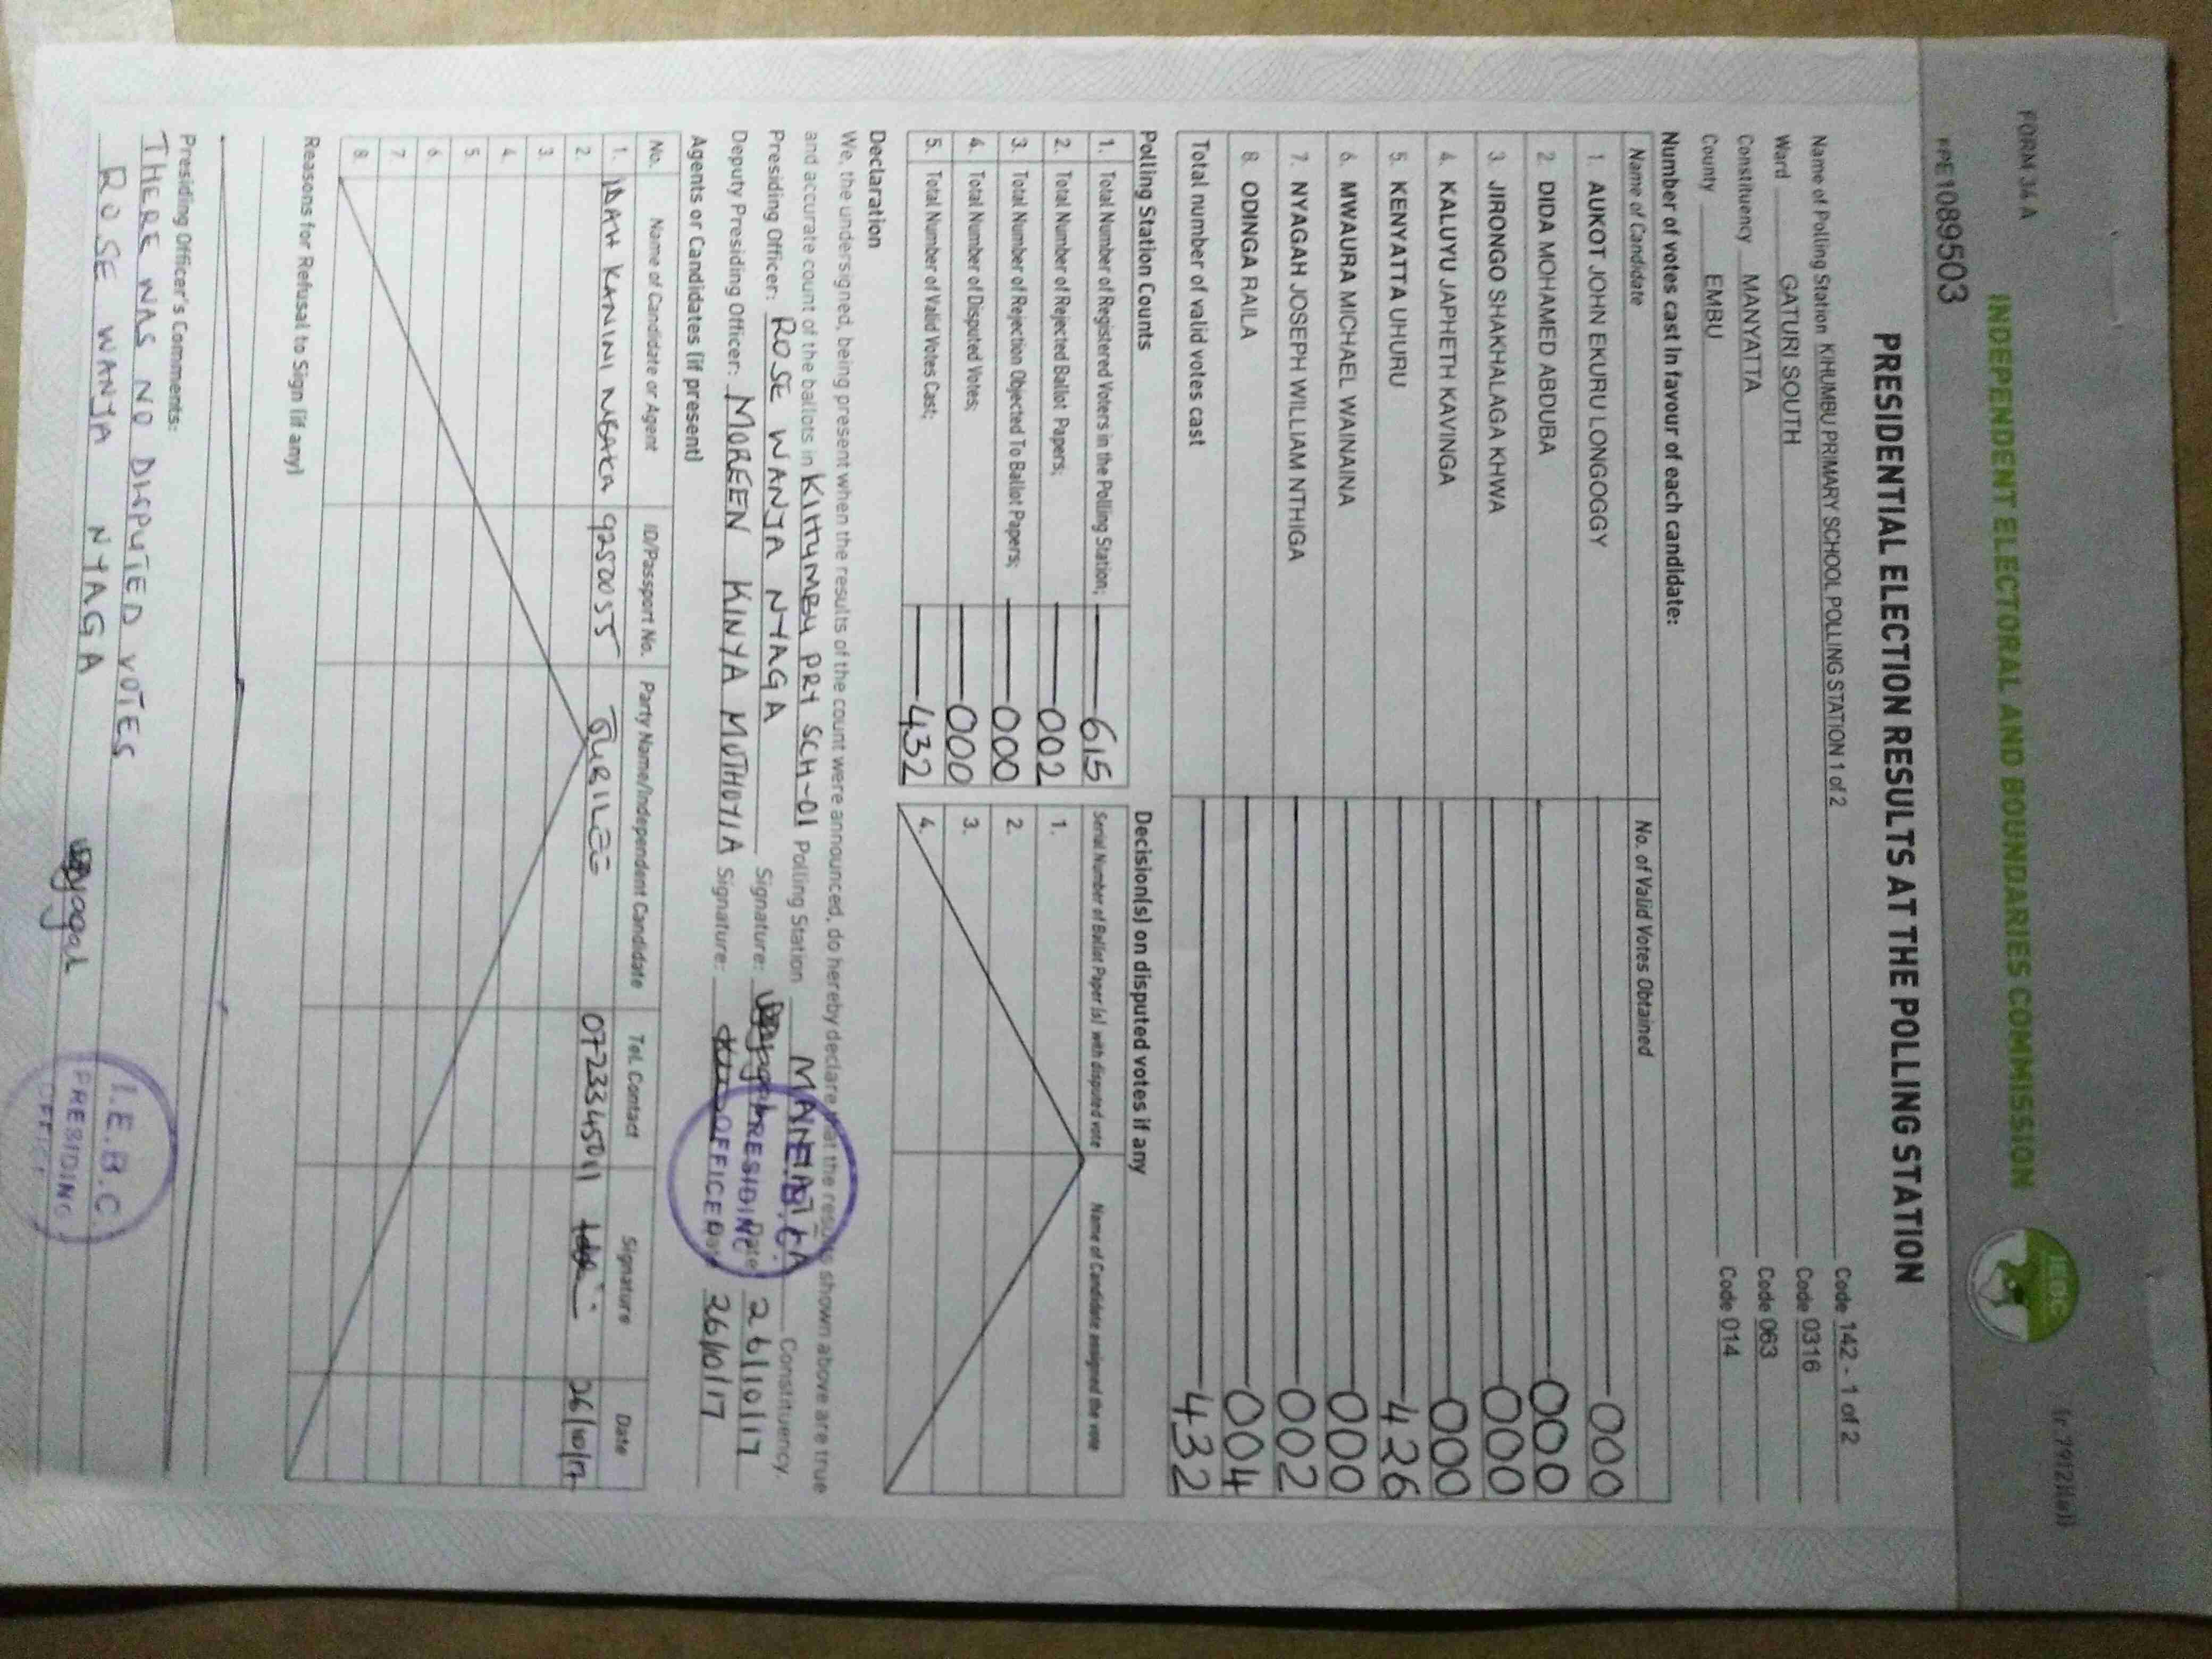 FORM 34 A
(r.79(2)(a))
INDEPENDENT ELECTORAL AND BOUNDARIES COMMISSION
IEBC
PE1089503
PRESIDENTIAL ELECTION RESULTS AT THE POLLING STATION
Name of Polling Station KIHUMBU PRIMARY SCHOOL POLLING STATION 1 of 2 Code 142 - 1 of 2
Ward GATURI SOUTH Code 0316
Constituency MANYATTA Code 063
County EMBU Code 014
Number of votes cast in favour of each candidate:
Name of Candidate No. of Valid Votes Obtained
1. AUKOT JOHN EKURU LONGOGGY 000
2. DIDA MOHAMED ABDUBA 000
3. JIRONGO SHAKHALAGA KHWA 000
4. KALUYU JAPHETH KAVINGA 000
5. KENYATTA UHURU 426
6. MWAURA MICHAEL WAINAINA 000
7. NYAGAH JOSEPH WILLIAM NTHIGA 002
8. ODINGA RAILA 004
Total number of valid votes cast 432
Polling Station Counts
1. Total Number of Registered Voters in the Polling Station; 615
2. Total Number of Rejected Ballot Papers; 002
3. Total Number of Rejection Objected To Ballot Papers; 000
4. Total Number of Disputed Votes; 000
5. Total Number of Valid Votes Cast; 432
Decision(s) on disputed votes if any
Serial Number of Ballot Paper (s) with disputed vote Name of Candidate assigned the vote
1.
2.
3.
4.
Declaration
We, the undersigned, being present when the results of the count were announced, do hereby declare that the results shown above are true
and accurate count of the ballots in KIHUMBU PRY SCH-01 Polling Station MANYATTA Constituency
Presiding Officer: ROSE WANJA NYAGA Signature: Date 26/10/17
Deputy Presiding Officer: MOREEN KINYA MUTHOYIA Signature: Date 26/10/17
I.E.B.C.
PRESIDING
OFFICE
Agents or Candidates (if present)
No. Name of Candidate or Agent ID/Passport No. Party Name/Independent Candidate Tel. Contact Signature Date
1. IDAH KANINI 9250055 JUBILEE 0723345011 26/10/17
2.
3.
4.
5.
6.
7.
8.
Reasons for Refusal to Sign (if any)
Presiding Officer's Comments:
THERE WAS NO DISPUTED VOTES
ROSE WANJA NYAGA
I.E.B.C.
PRESIDING
OFFICE